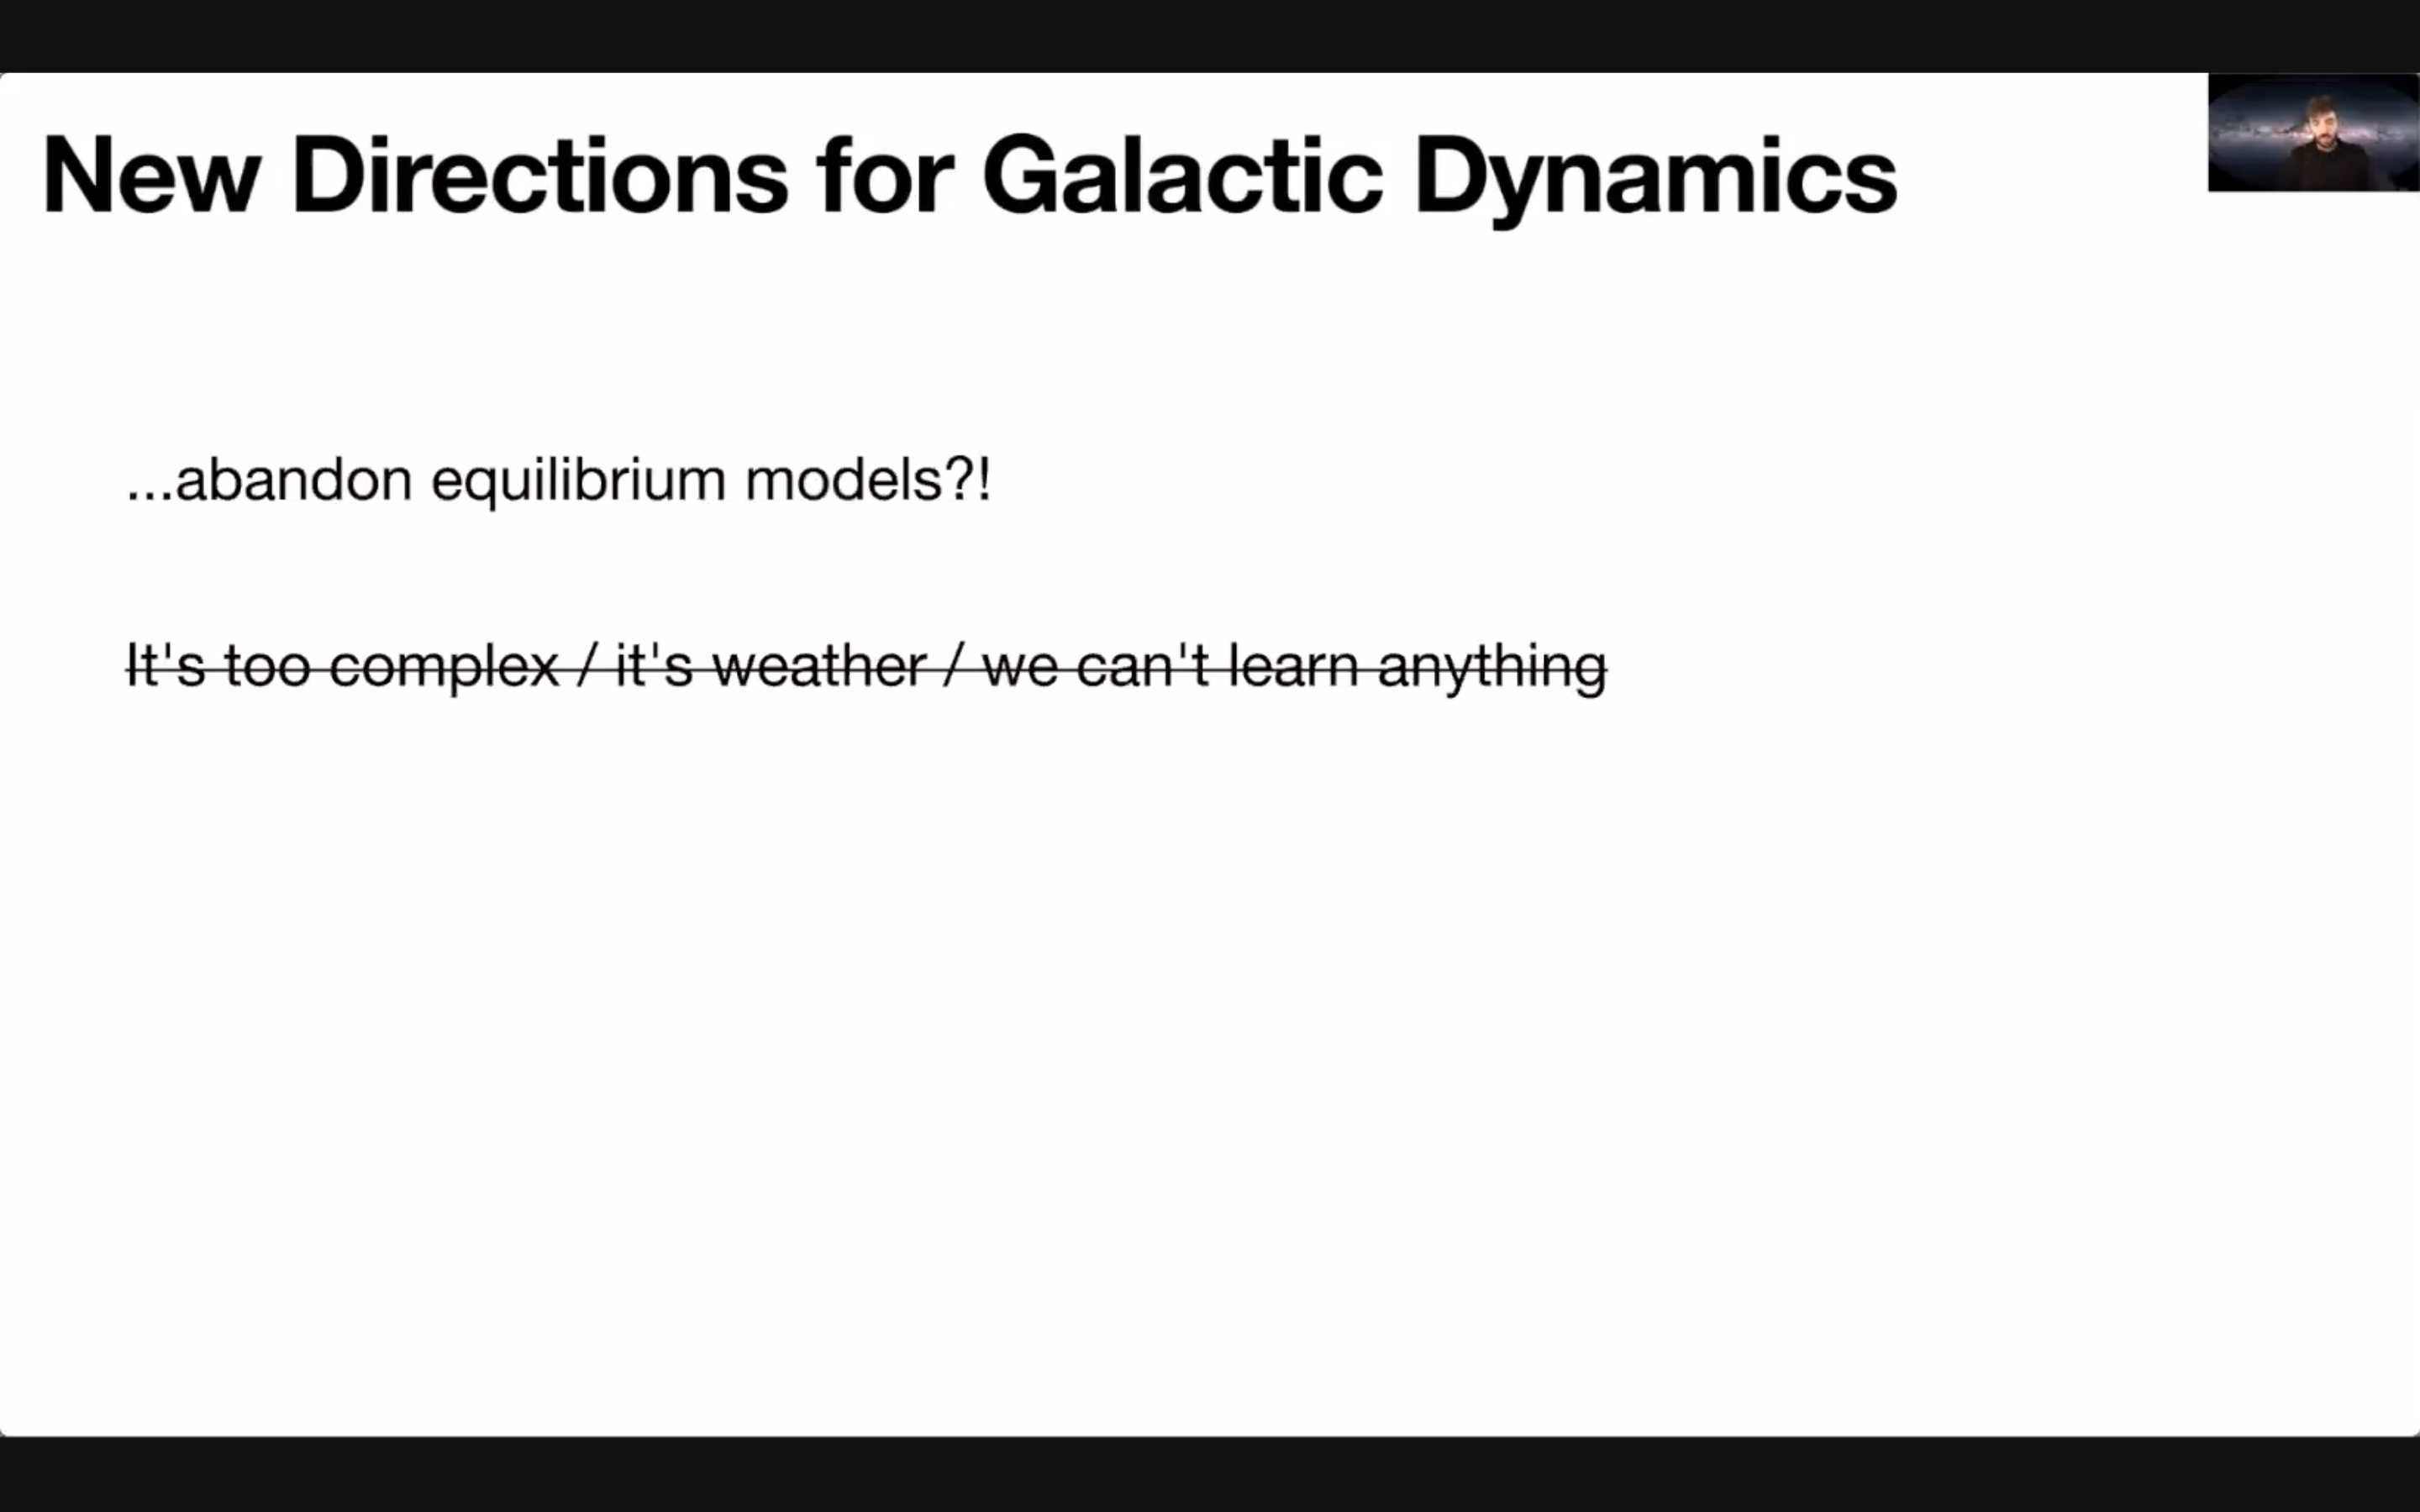 New Directions for Galactic Dynamics
...abandon equilibrium models?!
It's too complex / it's weather / we can't learn anything